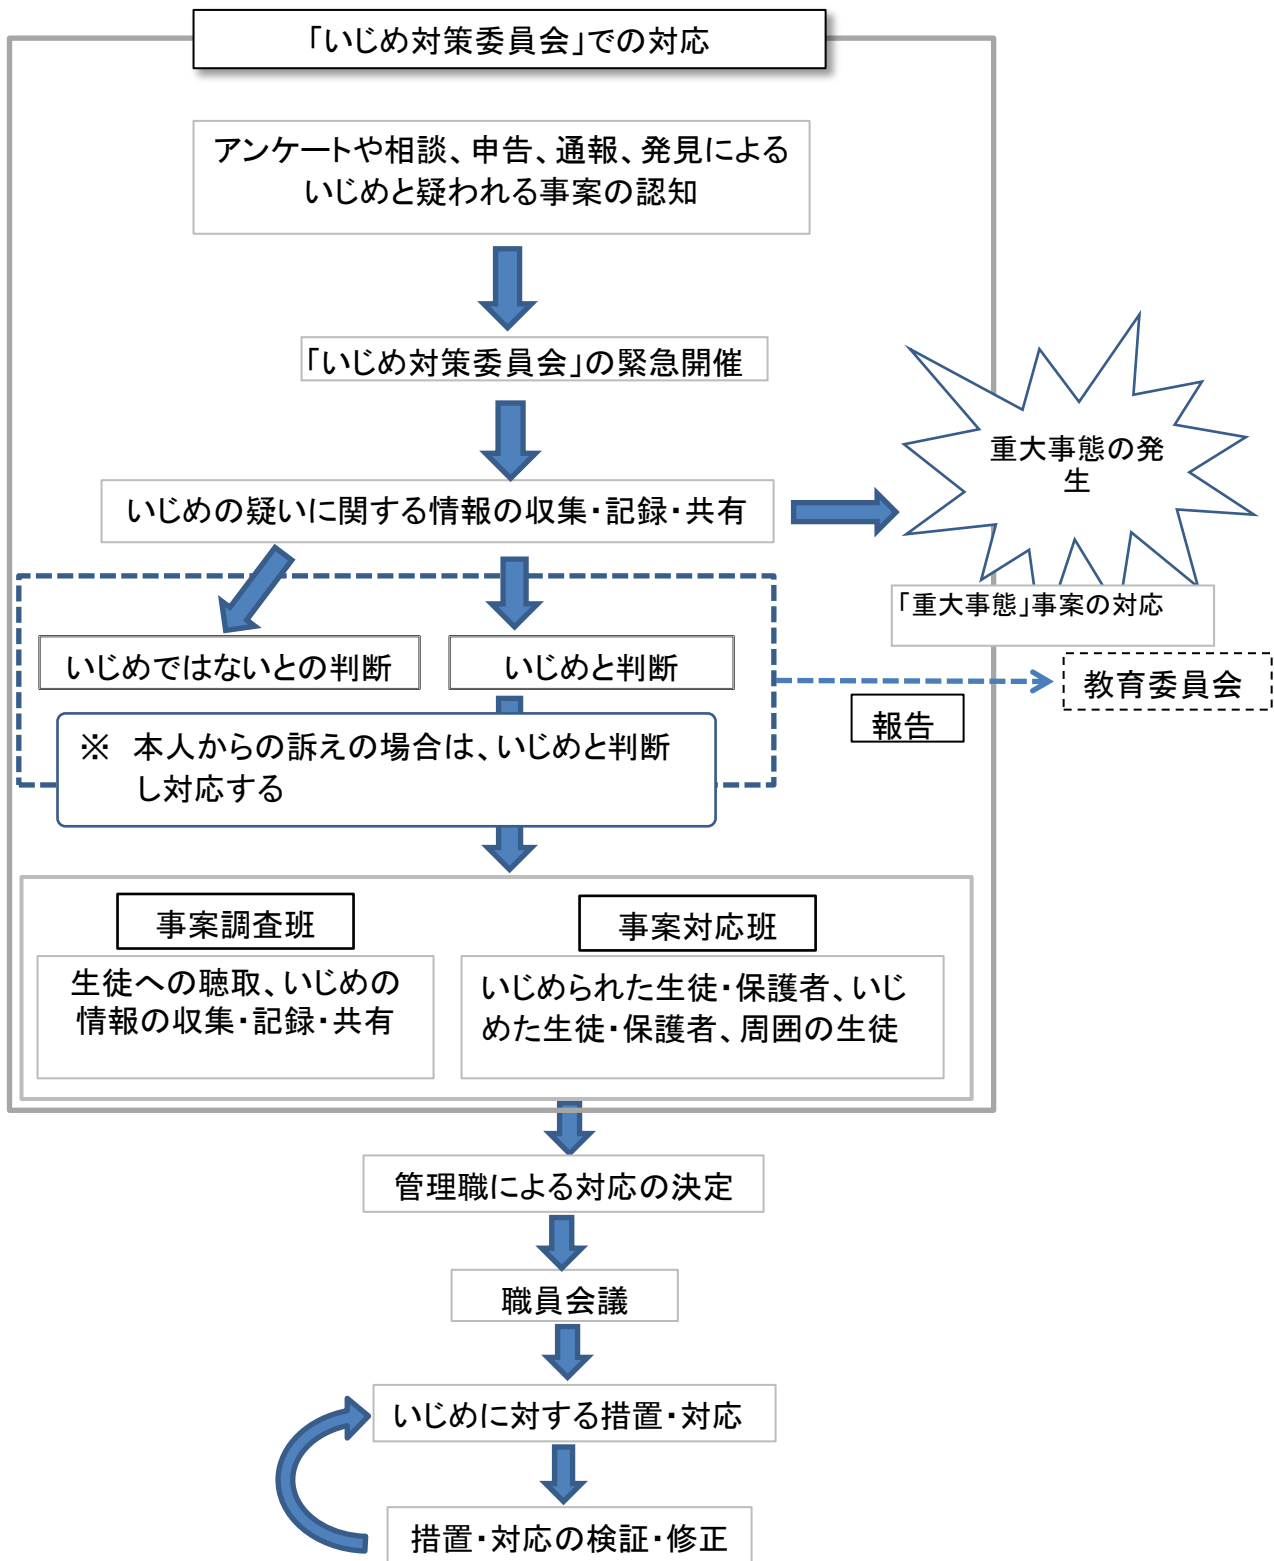 「いじめ対策委員会」での対応
アンケートや相談、申告、通報、発見による
いじめと疑われる事案の認知
「いじめ対策委員会」の緊急開催
重大事態の発
生
いじめの疑いに関する情報の収集・記録・共有
「重大事態」事案の対応
いじめではないとの判断
いじめと判断
教育委員会
報告
※ 本人からの訴えの場合は、いじめと判断
し対応する
事案調査班
生徒への聴取、いじめの
情報の収集・記録・共有
事案対応班
いじめられた生徒・保護者、いじ
めた生徒・保護者、周囲の生徒
管理職による対応の決定
職員会議
いじめに対する措置・対応
措置・対応の検証・修正